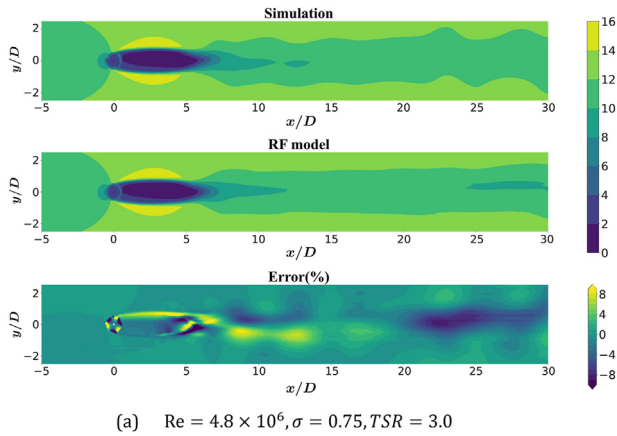 Simulation
y/D
2
0
−2
−5 0 5 10 15 20 25 30
x/D
RF model
y/D
2
0
−2
−5 0 5 10 15 20 25 30
x/D
16
14
12
10
8
6
4
2
0
Error(%)
y/D
2
0
−2
−5 0 5 10 15 20 25 30
x/D
8
4
0
−4
−8
(a) Re = 4.8 × 10⁶, σ = 0.75, TSR = 3.0